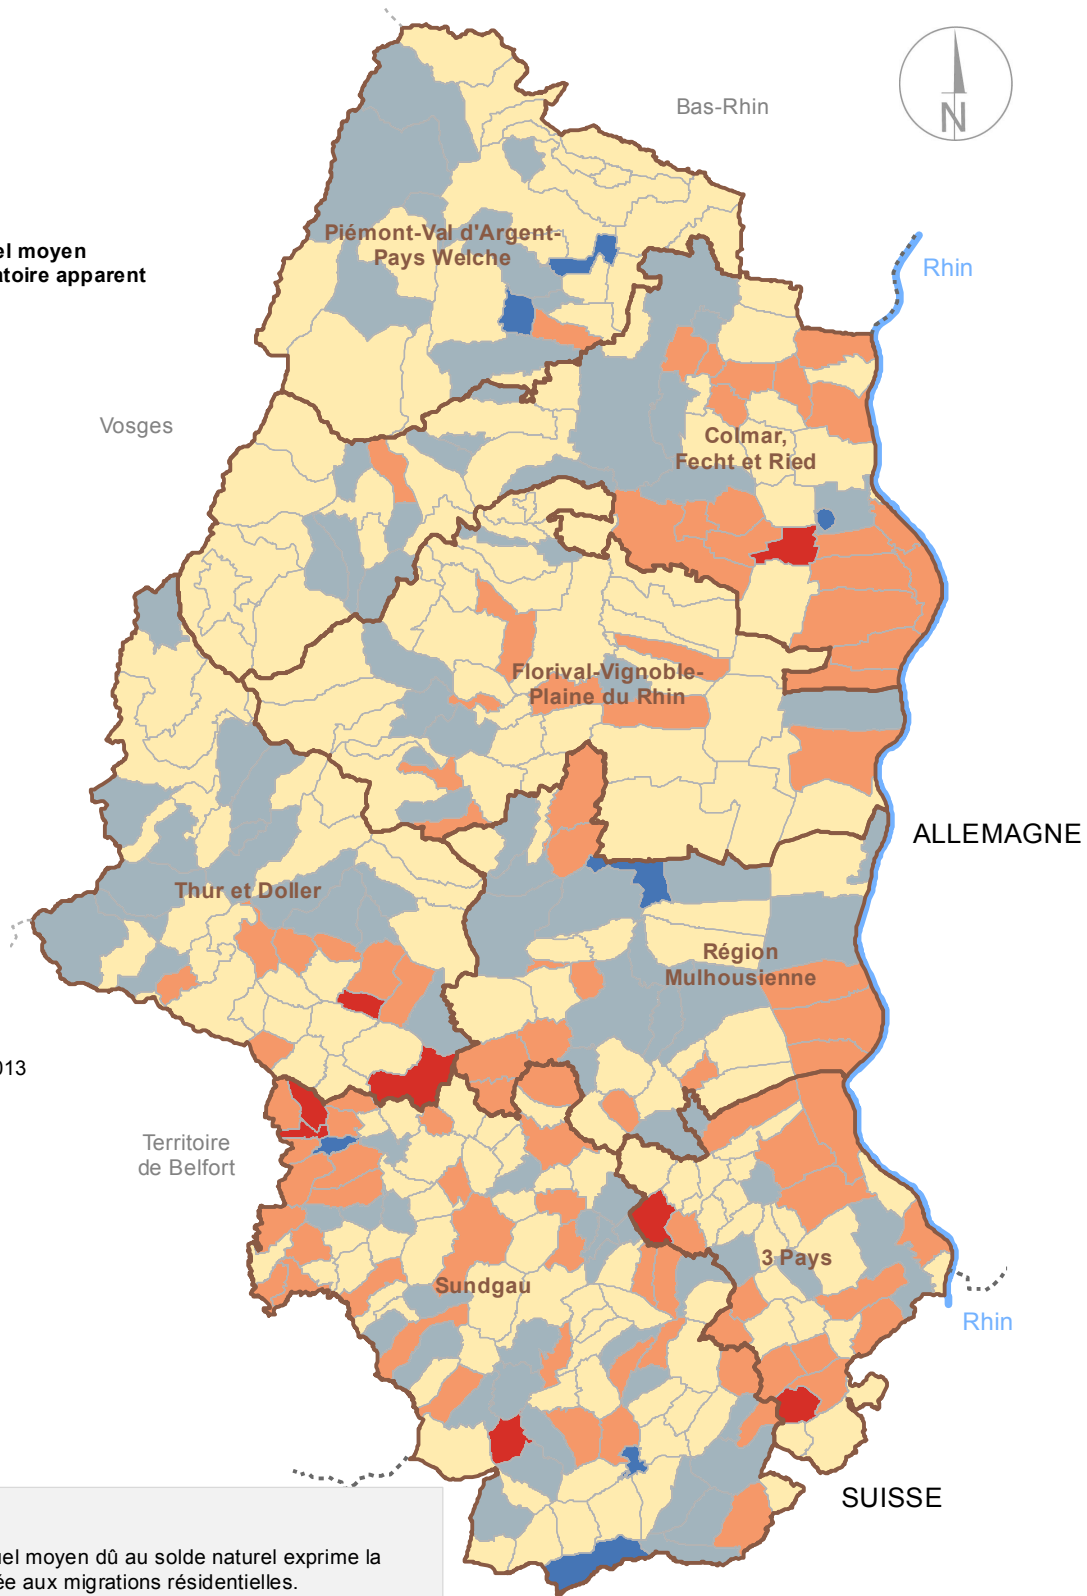 Bas-Rhin
N
el moyen
atoire apparent
Piémont-Val d'Argent-
Pays Welche
Rhin
Vosges
Colmar,
Fecht et Ried
Florival-Vignoble-
Plaine du Rhin
ALLEMAGNE
Thur et Doller
Région
Mulhousienne
013
Territoire
de Belfort
3 Pays
Sundgau
Rhin
SUISSE
uel moyen dû au solde naturel exprime la
ée aux migrations résidentielles.